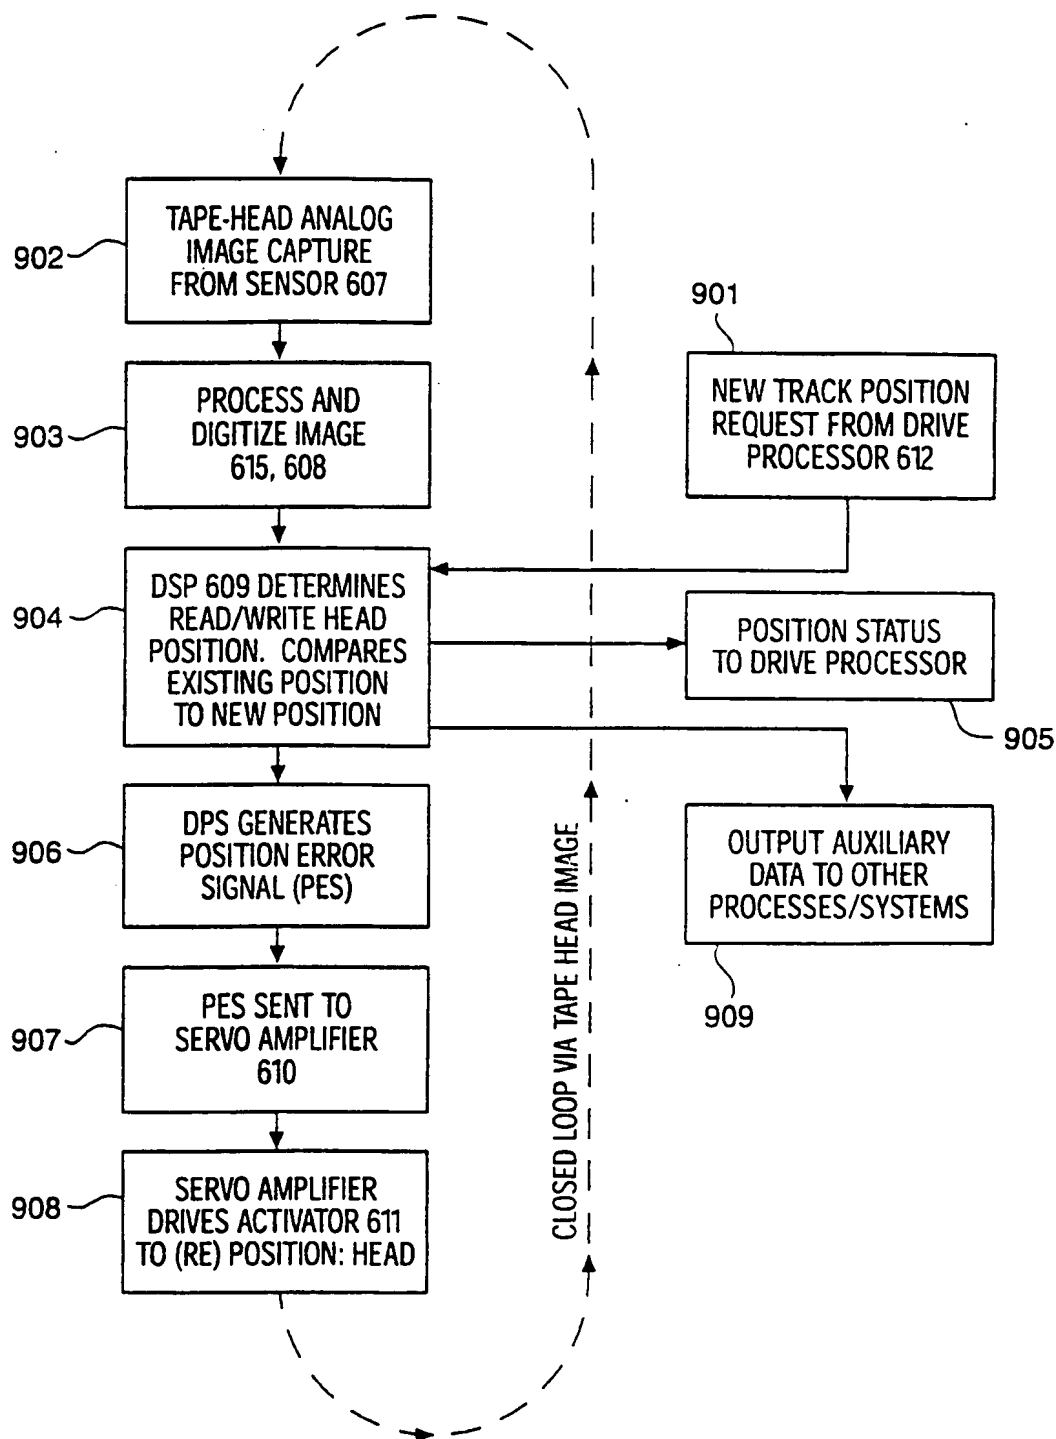 902
TAPE-HEAD ANALOG
IMAGE CAPTURE
FROM SENSOR 607
903
PROCESS AND
DIGITIZE IMAGE
615, 608
901
NEW TRACK POSITION
REQUEST FROM DRIVE
PROCESSOR 612
904
DSP 609 DETERMINES
READ/WRITE HEAD
POSITION. COMPARES
EXISTING POSITION
TO NEW POSITION
POSITION STATUS
TO DRIVE PROCESSOR
905
906
DPS GENERATES
POSITION ERROR
SIGNAL (PES)
OUTPUT AUXILIARY
DATA TO OTHER
PROCESSES/SYSTEMS
909
907
PES SENT TO
SERVO AMPLIFIER
610
908
SERVO AMPLIFIER
DRIVES ACTIVATOR 611
TO (RE) POSITION: HEAD
CLOSED LOOP VIA TAPE HEAD IMAGE